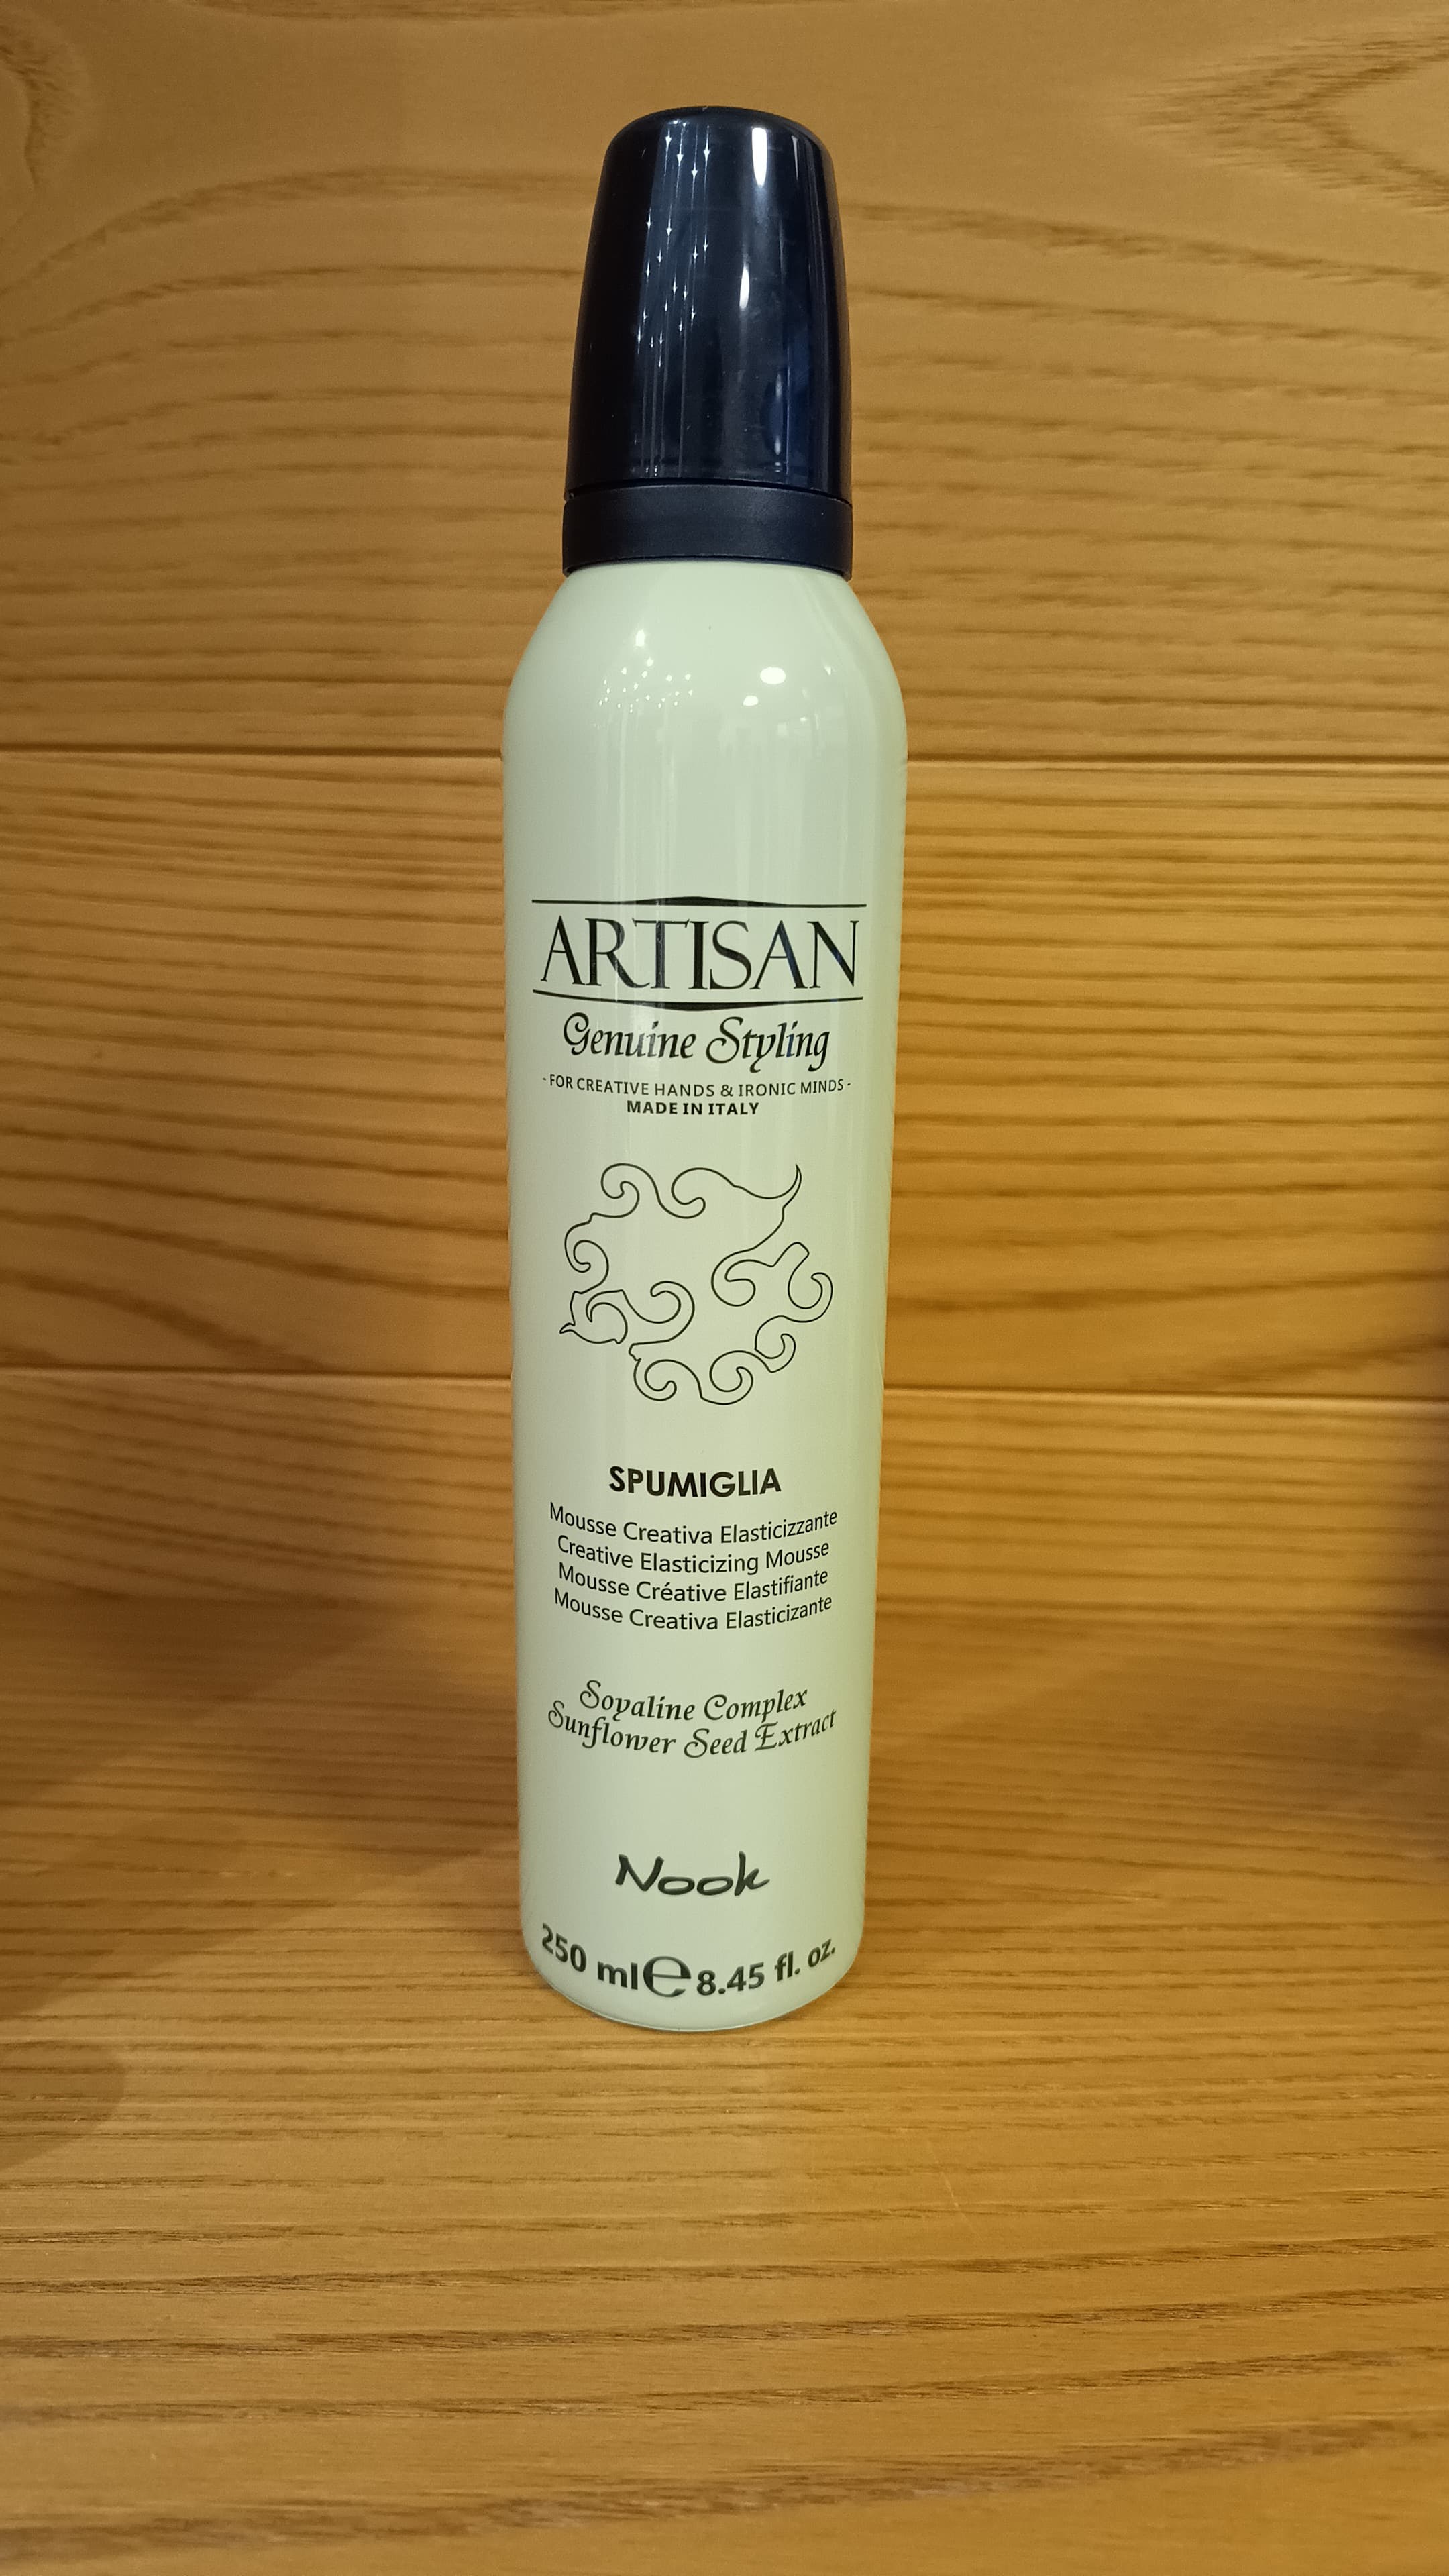 ARTISAN
Genuine Styling
- FOR CREATIVE HANDS & IRONIC MINDS -
MADE IN ITALY
SPUMIGLIA
Mousse Creativa Elasticizzante
Creative Elasticizing Mousse
Mousse Créative Elastifiante
Mousse Creativa Elasticizante
Soyaline Complex
Sunflower Seed Extract
Nook
250 ml ℮ 8.45 fl. oz.